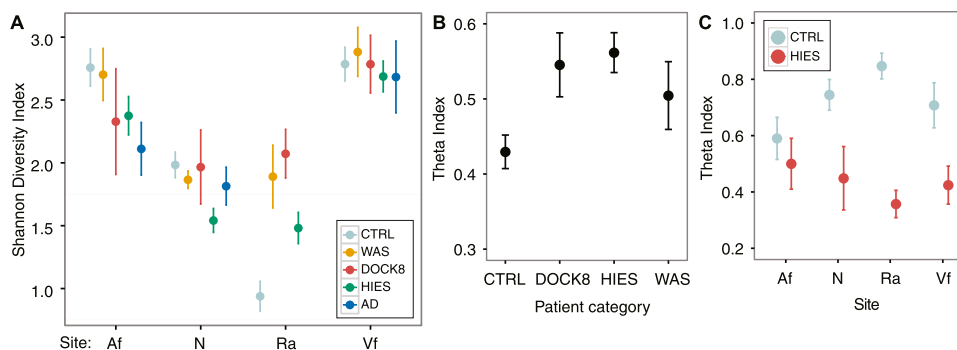 A
Shannon Diversity Index
3.0
2.5
2.0
1.5
1.0
CTRL
WAS
DOCK8
HIES
AD
Site: Af N Ra Vf
B
Theta Index
0.6
0.5
0.4
0.3
CTRL DOCK8 HIES WAS
Patient category
C
Theta Index
1.0
0.8
0.6
0.4
0.2
CTRL
HIES
Af N Ra Vf
Site